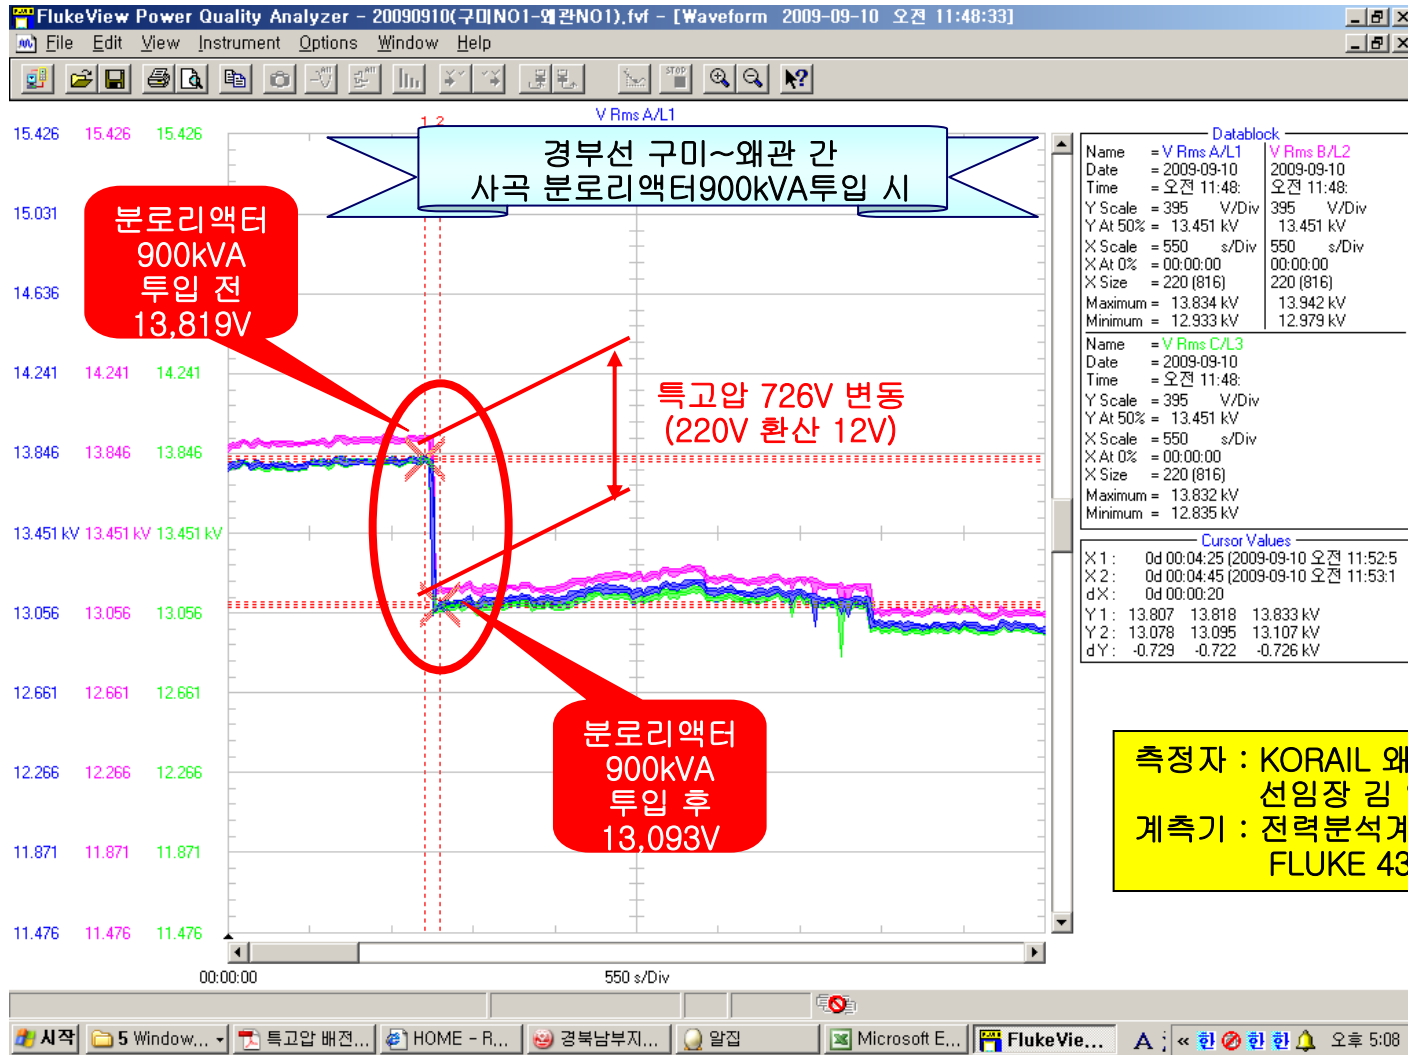 FlukeView Power Quality Analyzer - 20090910(구미NO1-왜관NO1).fvf - [Waveform 2009-09-10 오전 11:48:33]
File Edit View Instrument Options Window Help
V Rms A/L1
1 2
경부선 구미~왜관 간
사곡 분로리액터900kVA투입 시
분로리액터
900kVA
투입 전
13,819V
특고압 726V 변동
(220V 환산 12V)
분로리액터
900kVA
투입 후
13,093V
15.426 15.426 15.426
15.031
14.636
14.241 14.241 14.241
13.846 13.846 13.846
13.451 kV 13.451 kV 13.451 kV
13.056 13.056 13.056
12.661 12.661 12.661
12.266 12.266 12.266
11.871 11.871 11.871
11.476 11.476 11.476
00:00:00 550 s/Div
Datablock
Name = V Rms A/L1 V Rms B/L2
Date = 2009-09-10 2009-09-10
Time = 오전 11:48: 오전 11:48:
Y Scale = 395 V/Div 395 V/Div
Y At 50% = 13.451 kV 13.451 kV
X Scale = 550 s/Div 550 s/Div
X At 0% = 00:00:00 00:00:00
X Size = 220 (816) 220 (816)
Maximum = 13.834 kV 13.942 kV
Minimum = 12.933 kV 12.979 kV
Name = V Rms C/L3
Date = 2009-09-10
Time = 오전 11:48:
Y Scale = 395 V/Div
Y At 50% = 13.451 kV
X Scale = 550 s/Div
X At 0% = 00:00:00
X Size = 220 (816)
Maximum = 13.832 kV
Minimum = 12.835 kV
Cursor Values
X 1 : 0d 00:04:25 (2009-09-10 오전 11:52:5
X 2 : 0d 00:04:45 (2009-09-10 오전 11:53:1
dX : 0d 00:00:20
Y 1 : 13.807 13.818 13.833 kV
Y 2 : 13.078 13.095 13.107 kV
dY : -0.729 -0.722 -0.726 kV
측정자 : KORAIL 왜
선임장 김
계측기 : 전력분석계
FLUKE 43
시작 5 Window... 특고압 배전... HOME - R... 경북남부지... 알집 Microsoft E... FlukeVie... A « 한 한 한 오후 5:08